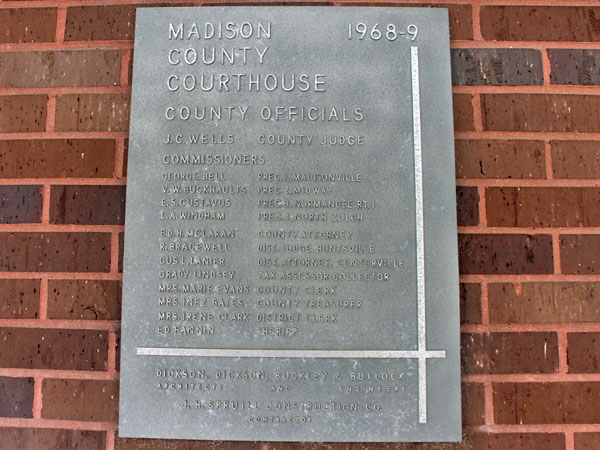 MADISON 1968-9
COUNTY
COURTHOUSE
COUNTY OFFICIALS
J.C. WELLS COUNTY JUDGE
COMMISSIONERS
GEORGE BELL PREC. 1, MADISONVILLE
V.W. BUCKHAULTS PREC. 2, MIDWAY
E.S. GUSTAVUS PREC. 3, NORMANGEE RT. 1
L.A. WINDHAM PREC. 4, NORTH ZULCH
ED. H. MCLARAN COUNTY ATTORNEY
R. BRACEWELL DIST. JUDGE, HUNTSVILLE
GUS LANIER DIST. ATTORNEY, CENTERVILLE
GRADY LINDSEY TAX ASSESSOR-COLLECTOR
MRS. MARIE EVANS COUNTY CLERK
MRS. INEZ BATES COUNTY TREASURER
MRS. IRENE CLARK DISTRICT CLERK
ED FANNIN SHERIFF
DICKSON, DICKSON, BUCKLEY & BULLOCK
ARCHITECTS AND ENGINEERS
J.H. SPRUILL CONSTRUCTION CO.
CONTRACTOR